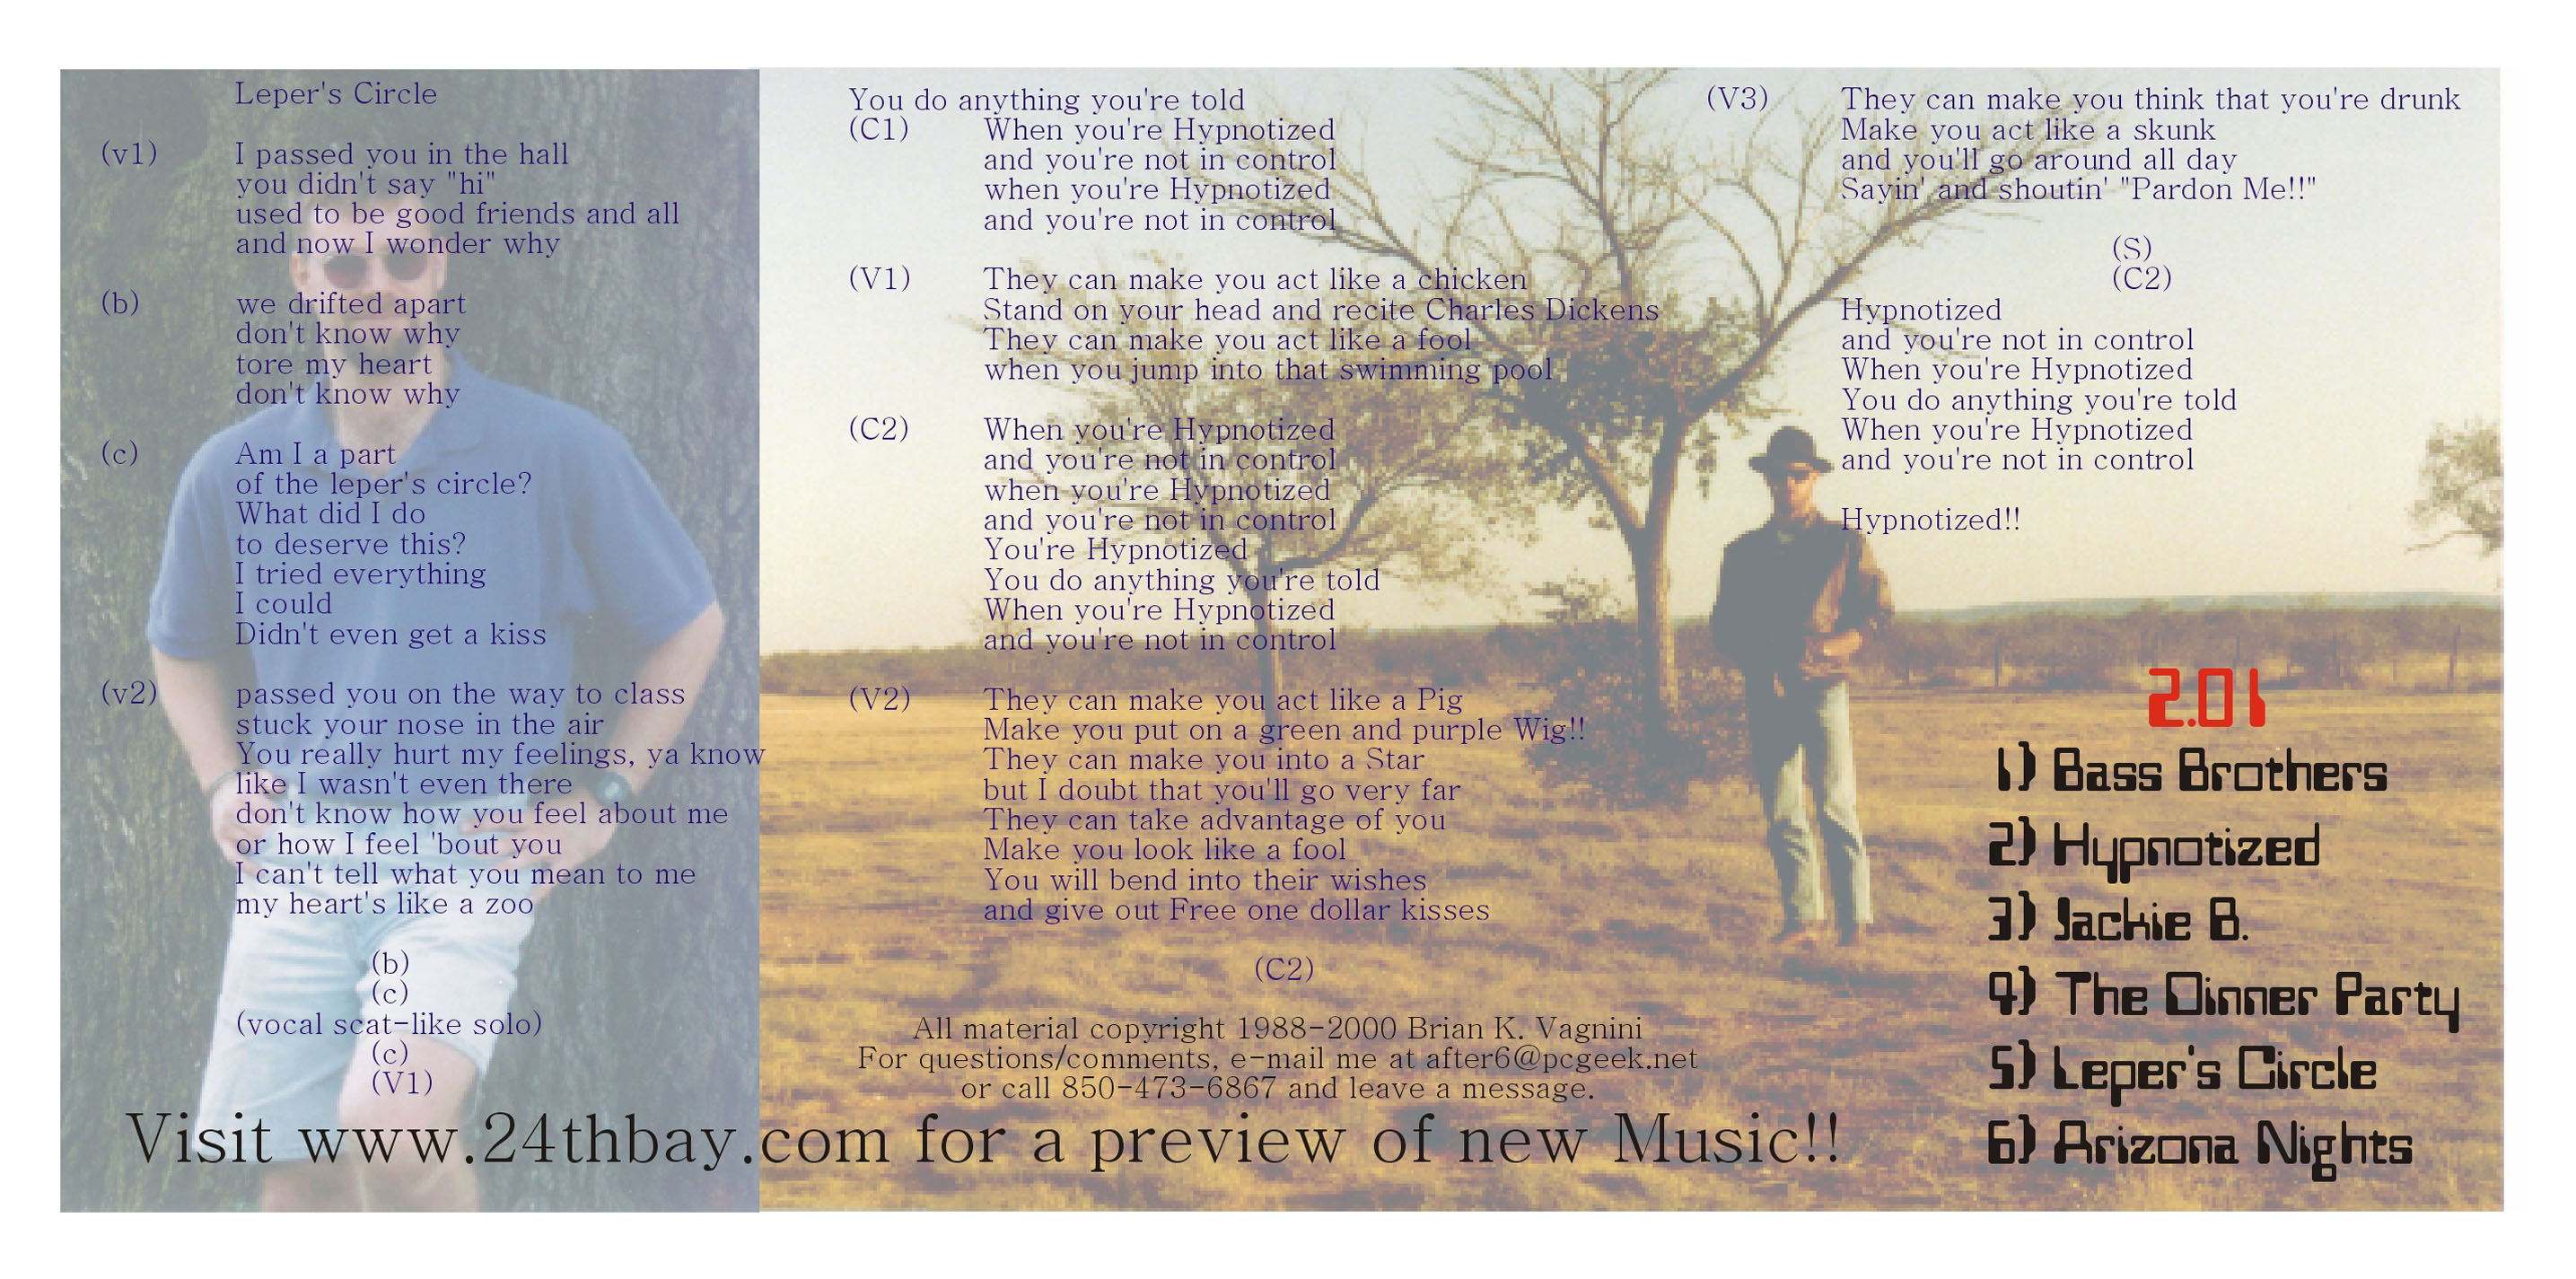 Leper's Circle
(v1) I passed you in the hall
you didn't say "hi"
used to be good friends and all
and now I wonder why
(b) we drifted apart
don't know why
tore my heart
don't know why
(c) Am I a part
of the leper's circle?
What did I do
to deserve this?
I tried everything
I could
Didn't even get a kiss
(v2) passed you on the way to class
stuck your nose in the air
You really hurt my feelings, ya know
like I wasn't even there
don't know how you feel about me
or how I feel 'bout you
I can't tell what you mean to me
my heart's like a zoo
(b)
(c)
(vocal scat-like solo)
(c)
(V1)
You do anything you're told
(C1) When you're Hypnotized
and you're not in control
when you're Hypnotized
and you're not in control
(V1) They can make you act like a chicken
Stand on your head and recite Charles Dickens
They can make you act like a fool
when you jump into that swimming pool
(C2) When you're Hypnotized
and you're not in control
when you're Hypnotized
and you're not in control
You're Hypnotized
You do anything you're told
When you're Hypnotized
and you're not in control
(V2) They can make you act like a Pig
Make you put on a green and purple Wig!!
They can make you into a Star
but I doubt that you'll go very far
They can take advantage of you
Make you look like a fool
You will bend into their wishes
and give out Free one dollar kisses
(C2)
All material copyright 1988-2000 Brian K. Vagnini
For questions/comments, e-mail me at after6@pcgeek.net
or call 850-473-6867 and leave a message.
Visit www.24thbay.com for a preview of new Music!!
(V3) They can make you think that you're drunk
Make you act like a skunk
and you'll go around all day
Sayin' and shoutin' "Pardon Me!!"
(S)
(C2)
Hypnotized
and you're not in control
When you're Hypnotized
You do anything you're told
When you're Hypnotized
and you're not in control
Hypnotized!!
2.01
1) Bass Brothers
2) Hypnotized
3) Jackie B.
4) The Dinner Party
5) Leper's Circle
6) Arizona Nights